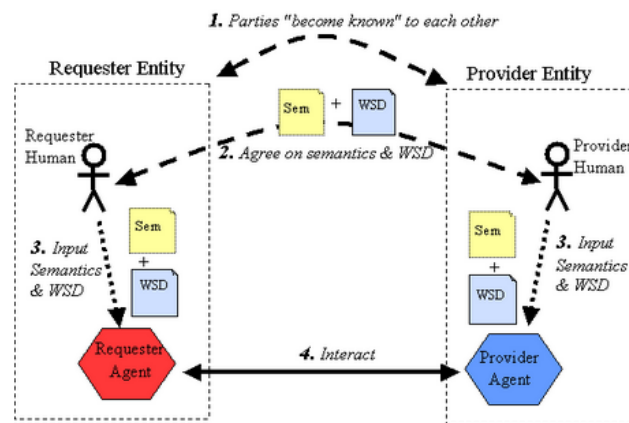 1. Parties "become known" to each other
Requester Entity
Provider Entity
Sem
+
WSD
Requester
Human
Provider
Human
2. Agree on semantics & WSD
3. Input
Semantics
& WSD
Sem
+
WSD
Sem
+
WSD
3. Input
Semantics
& WSD
Requester
Agent
4. Interact
Provider
Agent